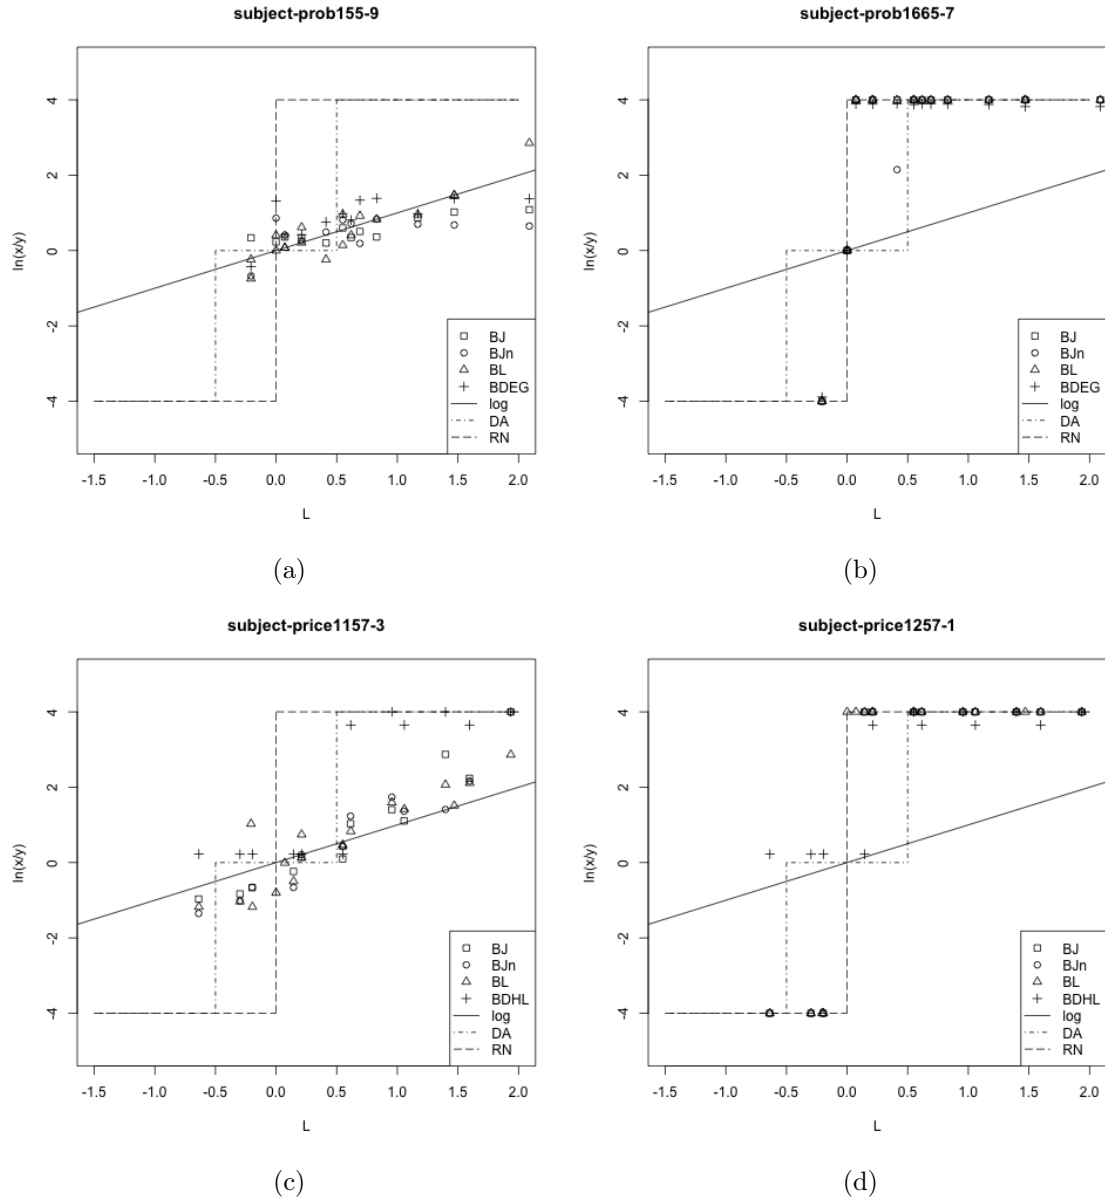 subject-prob155-9
subject-prob1665-7
ln(x/y)
4
2
0
-2
-4
BJ
BJn
BL
BDEG
log
DA
RN
-1.5 -1.0 -0.5 0.0 0.5 1.0 1.5 2.0
L
(a)
ln(x/y)
4
2
0
-2
-4
BJ
BJn
BL
BDEG
log
DA
RN
-1.5 -1.0 -0.5 0.0 0.5 1.0 1.5 2.0
L
(b)
subject-price1157-3
subject-price1257-1
ln(x/y)
4
2
0
-2
-4
BJ
BJn
BL
BDHL
log
DA
RN
-1.5 -1.0 -0.5 0.0 0.5 1.0 1.5 2.0
L
(c)
ln(x/y)
4
2
0
-2
-4
BJ
BJn
BL
BDHL
log
DA
RN
-1.5 -1.0 -0.5 0.0 0.5 1.0 1.5 2.0
L
(d)